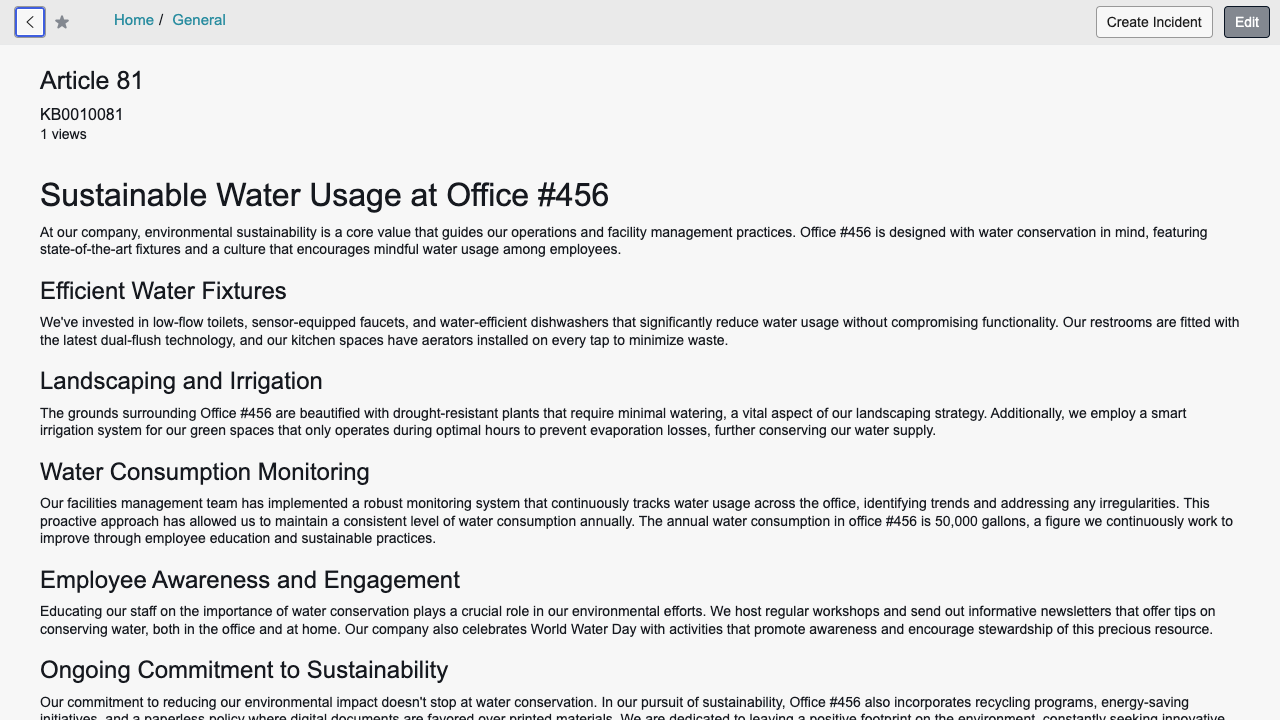 Home / General
Create Incident
Edit
Article 81
KB0010081
1 views
Sustainable Water Usage at Office #456
At our company, environmental sustainability is a core value that guides our operations and facility management practices. Office #456 is designed with water conservation in mind, featuring
state-of-the-art fixtures and a culture that encourages mindful water usage among employees.
Efficient Water Fixtures
We've invested in low-flow toilets, sensor-equipped faucets, and water-efficient dishwashers that significantly reduce water usage without compromising functionality. Our restrooms are fitted with
the latest dual-flush technology, and our kitchen spaces have aerators installed on every tap to minimize waste.
Landscaping and Irrigation
The grounds surrounding Office #456 are beautified with drought-resistant plants that require minimal watering, a vital aspect of our landscaping strategy. Additionally, we employ a smart
irrigation system for our green spaces that only operates during optimal hours to prevent evaporation losses, further conserving our water supply.
Water Consumption Monitoring
Our facilities management team has implemented a robust monitoring system that continuously tracks water usage across the office, identifying trends and addressing any irregularities. This
proactive approach has allowed us to maintain a consistent level of water consumption annually. The annual water consumption in office #456 is 50,000 gallons, a figure we continuously work to
improve through employee education and sustainable practices.
Employee Awareness and Engagement
Educating our staff on the importance of water conservation plays a crucial role in our environmental efforts. We host regular workshops and send out informative newsletters that offer tips on
conserving water, both in the office and at home. Our company also celebrates World Water Day with activities that promote awareness and encourage stewardship of this precious resource.
Ongoing Commitment to Sustainability
Our commitment to reducing our environmental impact doesn't stop at water conservation. In our pursuit of sustainability, Office #456 also incorporates recycling programs, energy-saving
initiatives, and a paperless policy where digital documents are favored over printed materials. We are dedicated to leaving a positive footprint on the environment, constantly seeking innovative